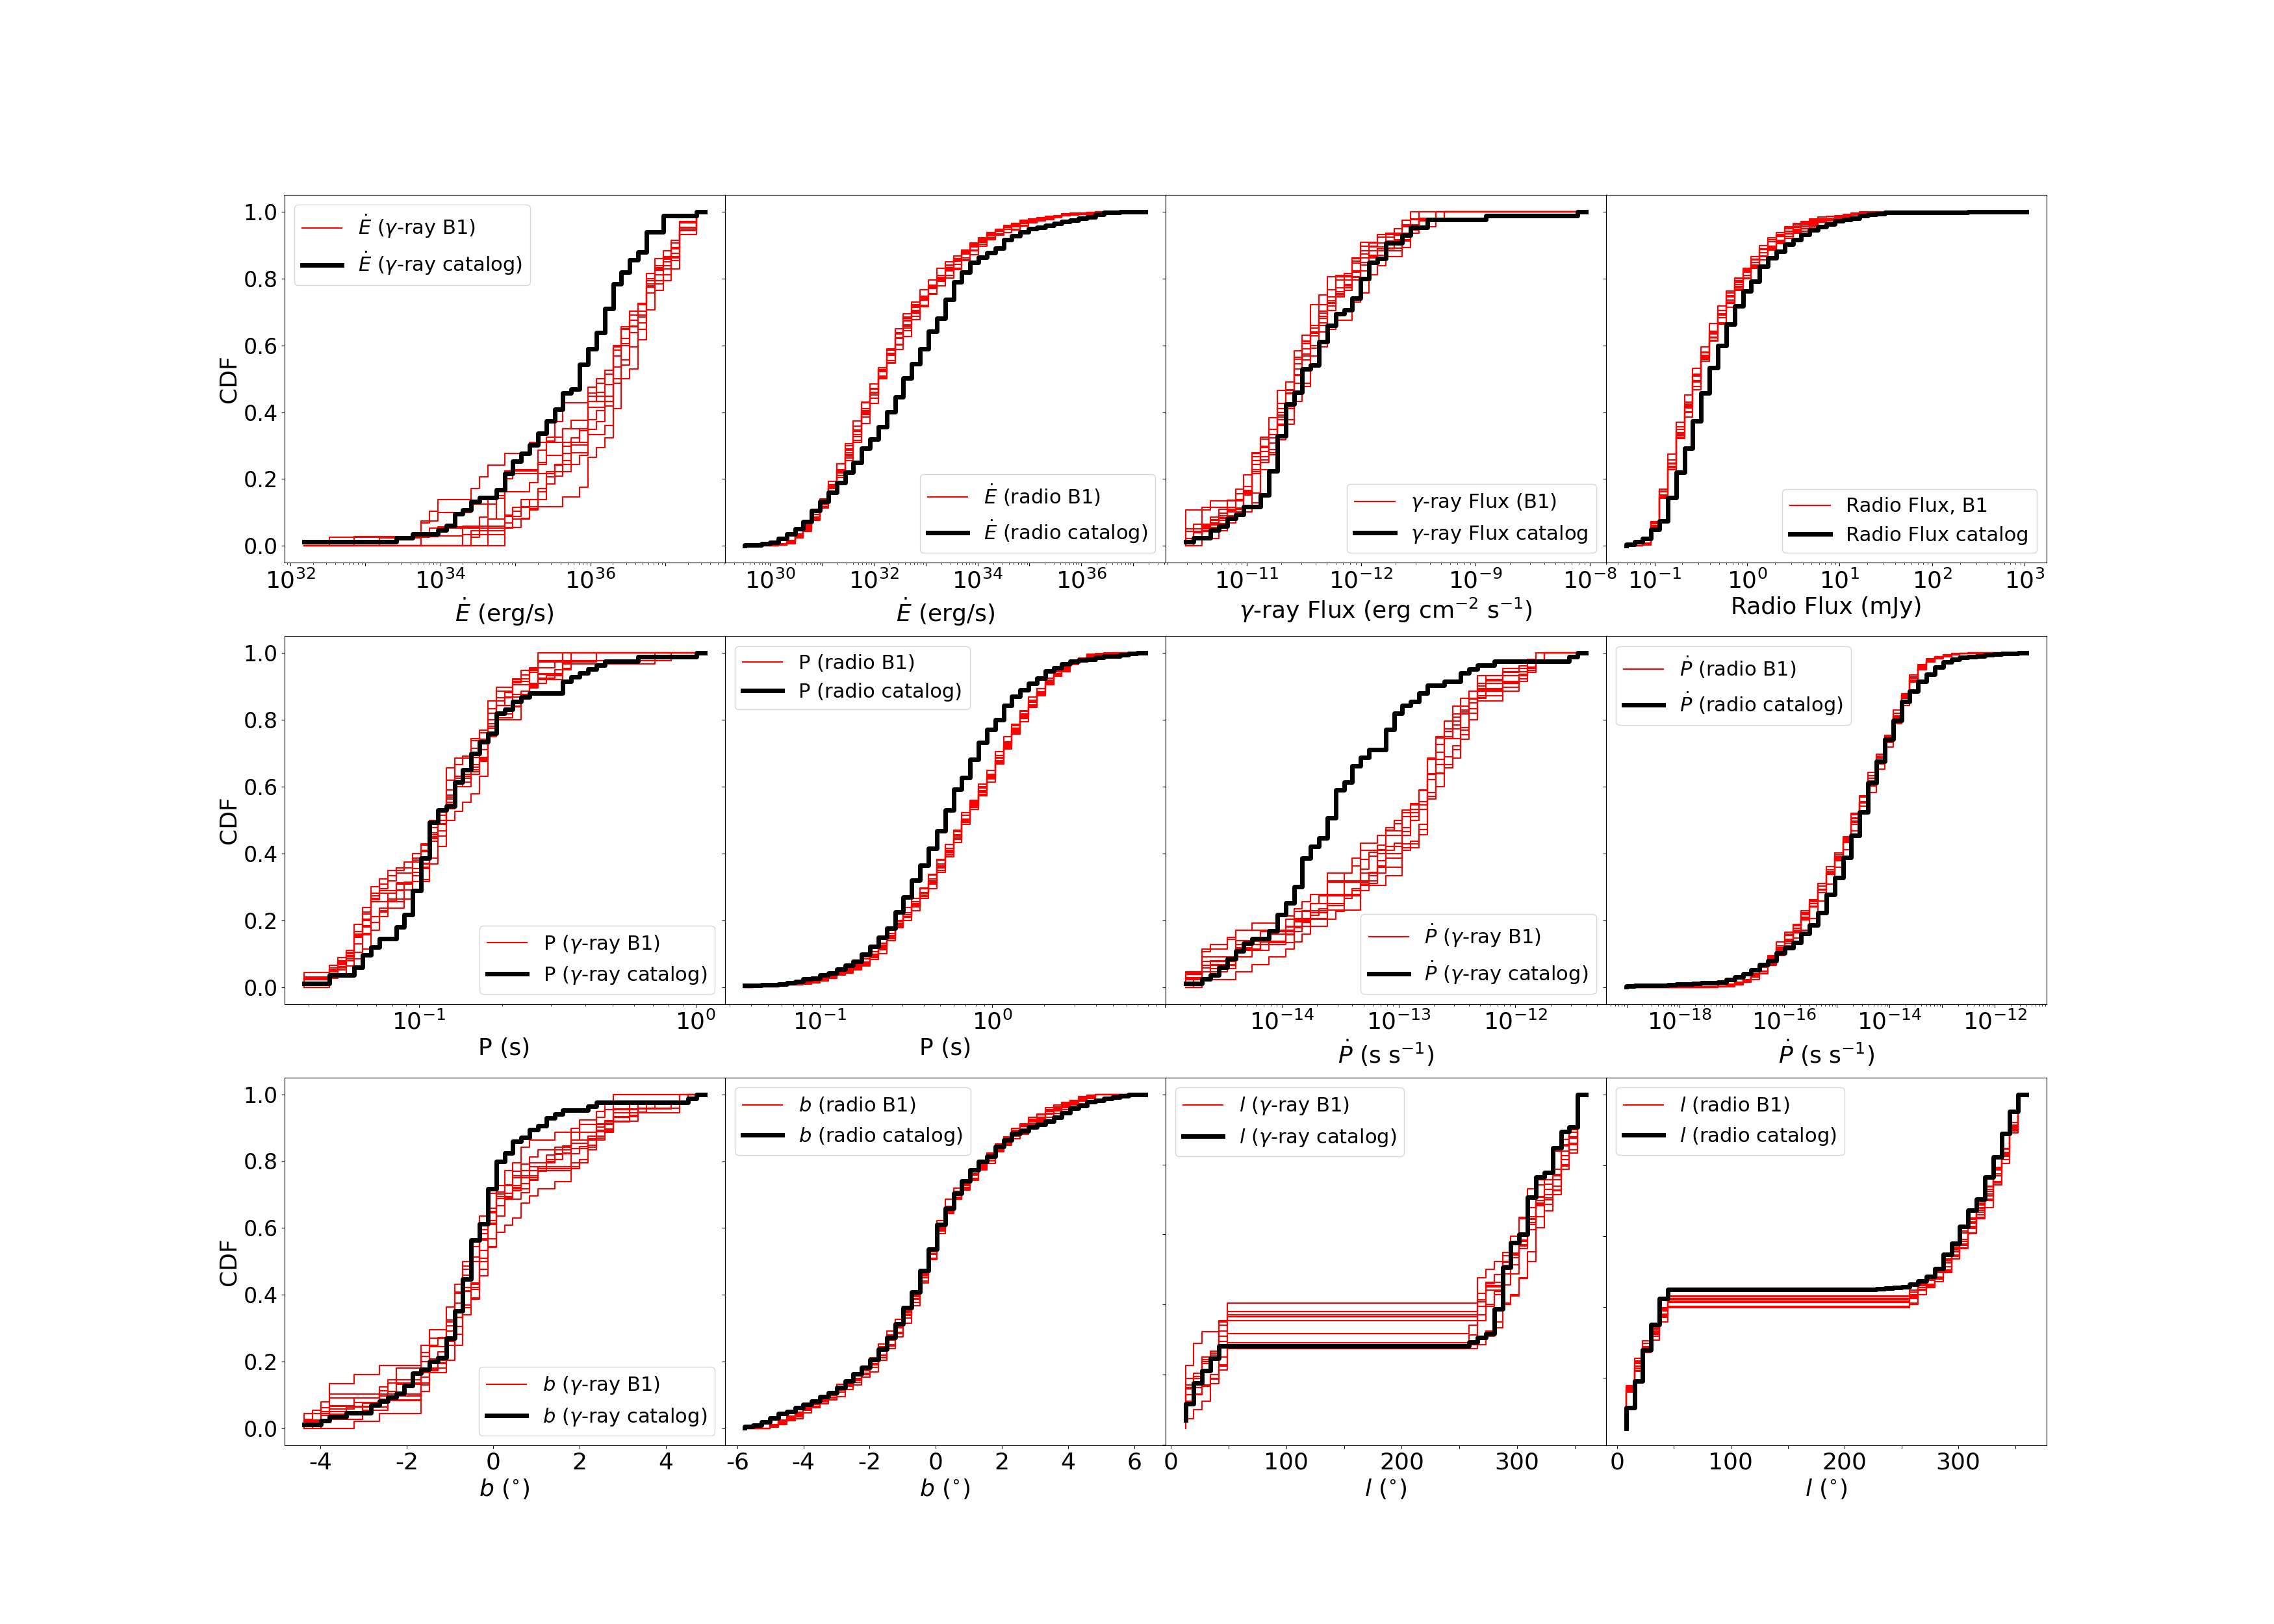 CDF
1.0
0.8
0.6
0.4
0.2
0.0
Ė (γ-ray B1)
Ė (γ-ray catalog)
10^32 10^34 10^36
Ė (erg/s)
Ė (radio B1)
Ė (radio catalog)
10^30 10^32 10^34 10^36
Ė (erg/s)
γ-ray Flux (B1)
γ-ray Flux catalog
10^−11 10^−12 10^−9 10^−8
γ-ray Flux (erg cm^−2 s^−1)
Radio Flux, B1
Radio Flux catalog
10^−1 10^0 10^1 10^2 10^3
Radio Flux (mJy)
CDF
1.0
0.8
0.6
0.4
0.2
0.0
P (γ-ray B1)
P (γ-ray catalog)
10^−1 10^0
P (s)
P (radio B1)
P (radio catalog)
10^−1 10^0
P (s)
Ṗ (γ-ray B1)
Ṗ (γ-ray catalog)
10^−14 10^−13 10^−12
Ṗ (s s^−1)
Ṗ (radio B1)
Ṗ (radio catalog)
10^−18 10^−16 10^−14 10^−12
Ṗ (s s^−1)
CDF
1.0
0.8
0.6
0.4
0.2
0.0
b (γ-ray B1)
b (γ-ray catalog)
-4 -2 0 2 4
b (°)
b (radio B1)
b (radio catalog)
-6 -4 -2 0 2 4 6
b (°)
l (γ-ray B1)
l (γ-ray catalog)
0 100 200 300
l (°)
l (radio B1)
l (radio catalog)
0 100 200 300
l (°)